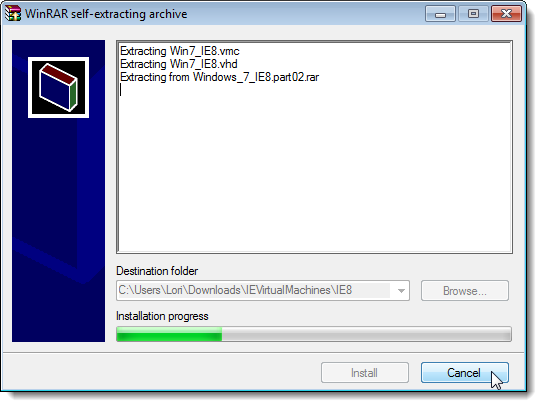 WinRAR self-extracting archive
Extracting Win7_IE8.vmc
Extracting Win7_IE8.vhd
Extracting from Windows_7_IE8.part02.rar
Destination folder
C:\Users\Lori\Downloads\IEVirtualMachines\IE8
Browse...
Installation progress
Install
Cancel